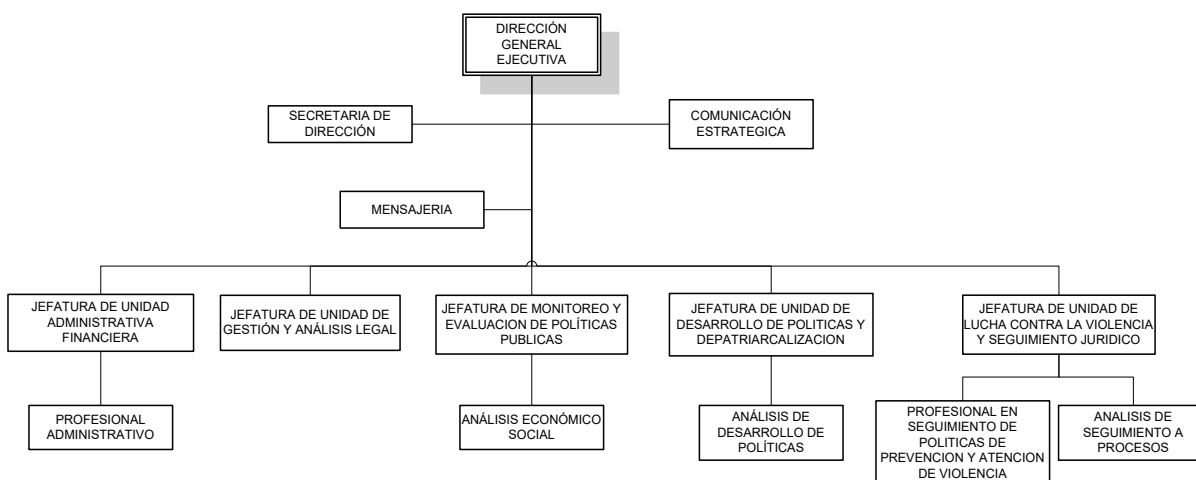 DIRECCIÓN
GENERAL
EJECUTIVA
SECRETARIA DE
DIRECCIÓN
COMUNICACIÓN
ESTRATEGICA
MENSAJERIA
JEFATURA DE UNIDAD
ADMINISTRATIVA
FINANCIERA
JEFATURA DE UNIDAD DE
GESTIÓN Y ANÁLISIS LEGAL
JEFATURA DE MONITOREO Y
EVALUACION DE POLÍTICAS
PUBLICAS
JEFATURA DE UNIDAD DE
DESARROLLO DE POLITICAS Y
DEPATRIARCALIZACION
JEFATURA DE UNIDAD DE
LUCHA CONTRA LA VIOLENCIA
Y SEGUIMIENTO JURIDICO
PROFESIONAL
ADMINISTRATIVO
ANÁLISIS ECONÓMICO
SOCIAL
ANÁLISIS DE
DESARROLLO DE
POLÍTICAS
PROFESIONAL EN
SEGUIMIENTO DE
POLITICAS DE
PREVENCION Y ATENCION
DE VIOLENCIA
ANALISIS DE
SEGUIMIENTO A
PROCESOS